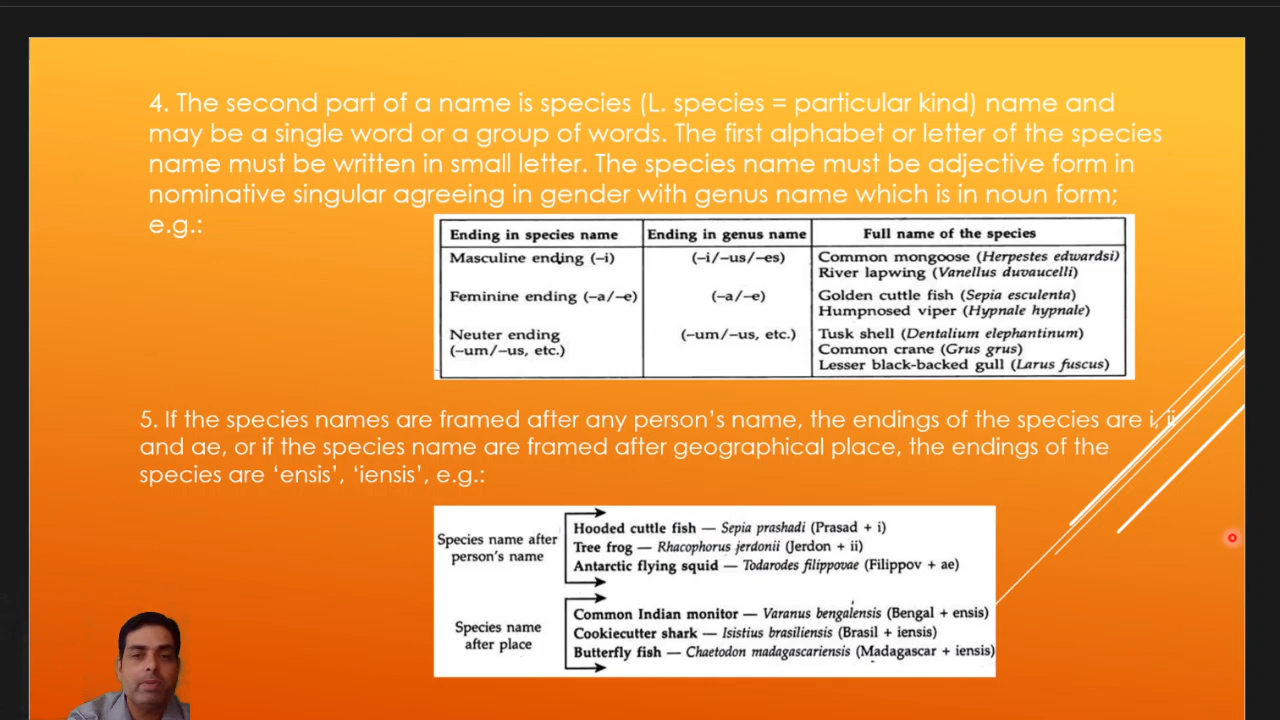 4. The second part of a name is species (L. species = particular kind) name and
may be a single word or a group of words. The first alphabet or letter of the species
name must be written in small letter. The species name must be adjective form in
nominative singular agreeing in gender with genus name which is in noun form;
e.g.:
Ending in species name Ending in genus name Full name of the species
Masculine ending (–i) (–i/–us/–es) Common mongoose (Herpestes edwardsi)
River lapwing (Vanellus duvaucelli)
Feminine ending (–a/–e) (–a/–e) Golden cuttle fish (Sepia esculenta)
Humpnosed viper (Hypnale hypnale)
Neuter ending (–um/–us, etc.) Tusk shell (Dentalium elephantinum)
(–um/–us, etc.) Common crane (Grus grus)
Lesser black-backed gull (Larus fuscus)
5. If the species names are framed after any person's name, the endings of the species are i, ii
and ae, or if the species name are framed after geographical place, the endings of the
species are 'ensis', 'iensis', e.g.:
Species name after person's name
Hooded cuttle fish — Sepia prashadi (Prasad + i)
Tree frog — Rhacophorus jerdonii (Jerdon + ii)
Antarctic flying squid — Todarodes filippovae (Filippov + ae)
Species name after place
Common Indian monitor — Varanus bengalensis (Bengal + ensis)
Cookiecutter shark — Isistius brasiliensis (Brasil + iensis)
Butterfly fish — Chaetodon madagascariensis (Madagascar + iensis)